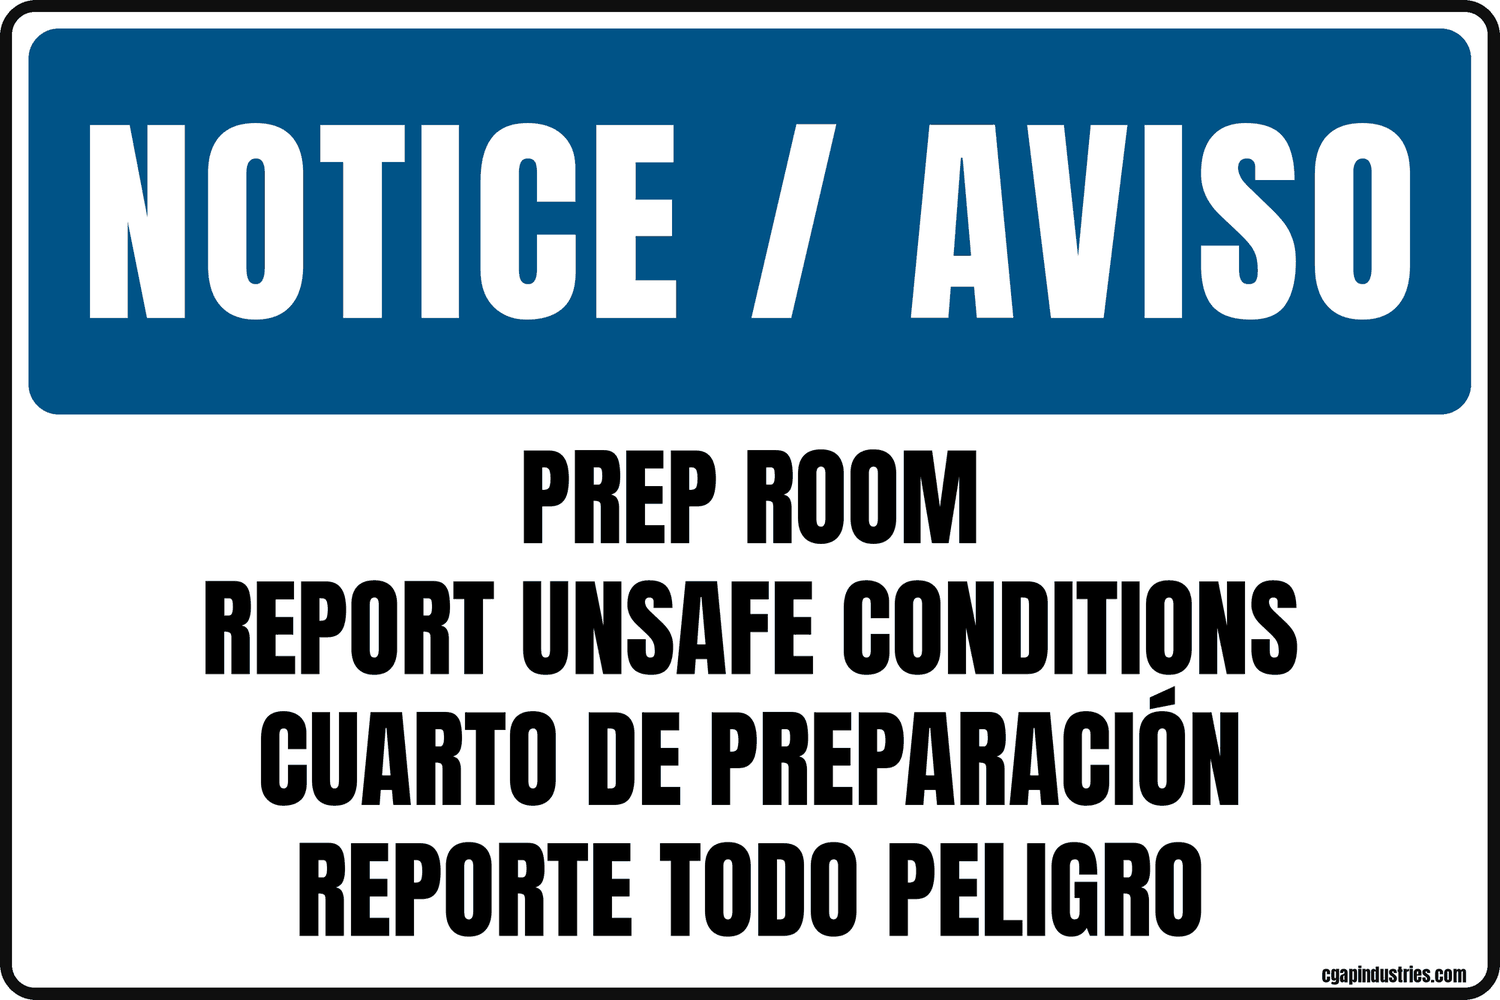 NOTICE / AVISO
PREP ROOM
REPORT UNSAFE CONDITIONS
CUARTO DE PREPARACIÓN
REPORTE TODO PELIGRO
cgapindustries.com